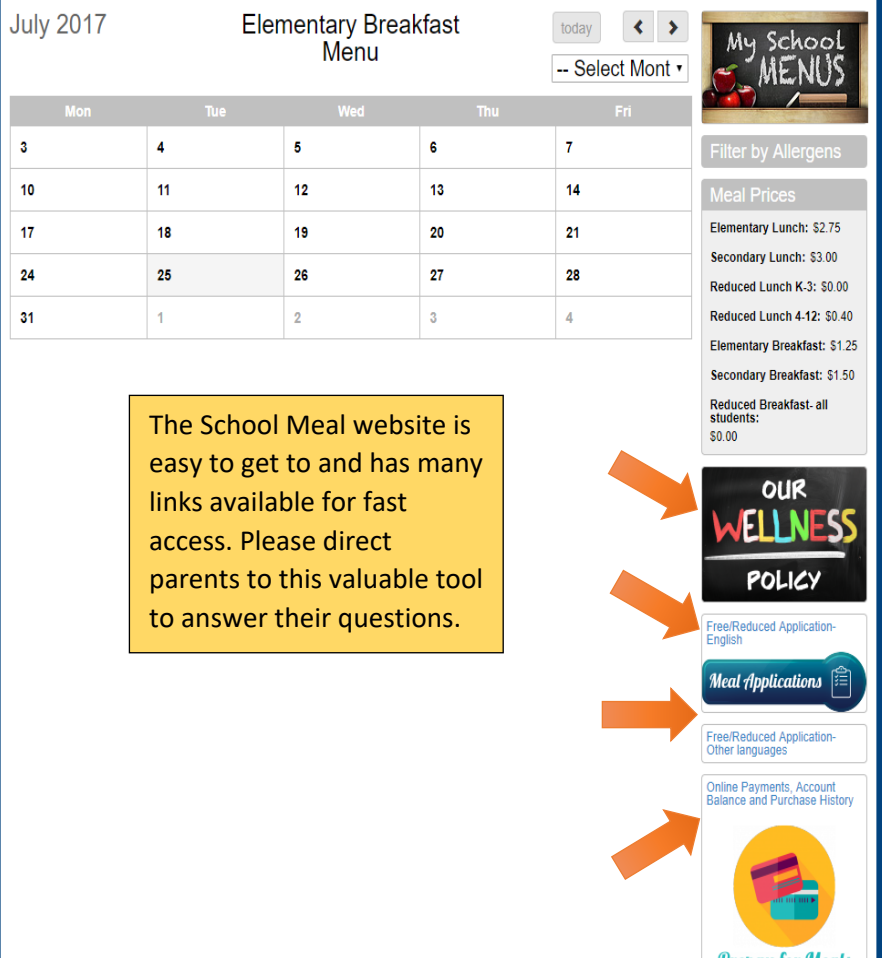 July 2017
Elementary Breakfast
Menu
today
-- Select Mont
Mon Tue Wed Thu Fri
3 4 5 6 7
10 11 12 13 14
17 18 19 20 21
24 25 26 27 28
31 1 2 3 4
The School Meal website is
easy to get to and has many
links available for fast
access. Please direct
parents to this valuable tool
to answer their questions.
My School
MENUS
Filter by Allergens
Meal Prices
Elementary Lunch: $2.75
Secondary Lunch: $3.00
Reduced Lunch K-3: $0.00
Reduced Lunch 4-12: $0.40
Elementary Breakfast: $1.25
Secondary Breakfast: $1.50
Reduced Breakfast- all
students:
$0.00
OUR
WELLNESS
POLICY
Free/Reduced Application-
English
Meal Applications
Free/Reduced Application-
Other languages
Online Payments, Account
Balance and Purchase History